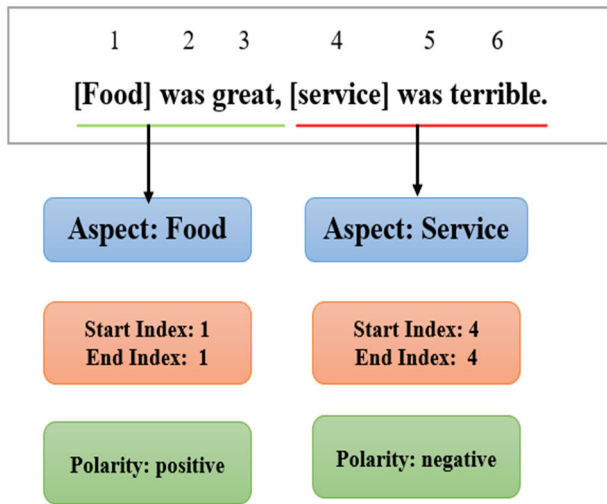 1 2 3 4 5 6
[Food] was great, [service] was terrible.
Aspect: Food
Aspect: Service
Start Index: 1
End Index: 1
Start Index: 4
End Index: 4
Polarity: positive
Polarity: negative